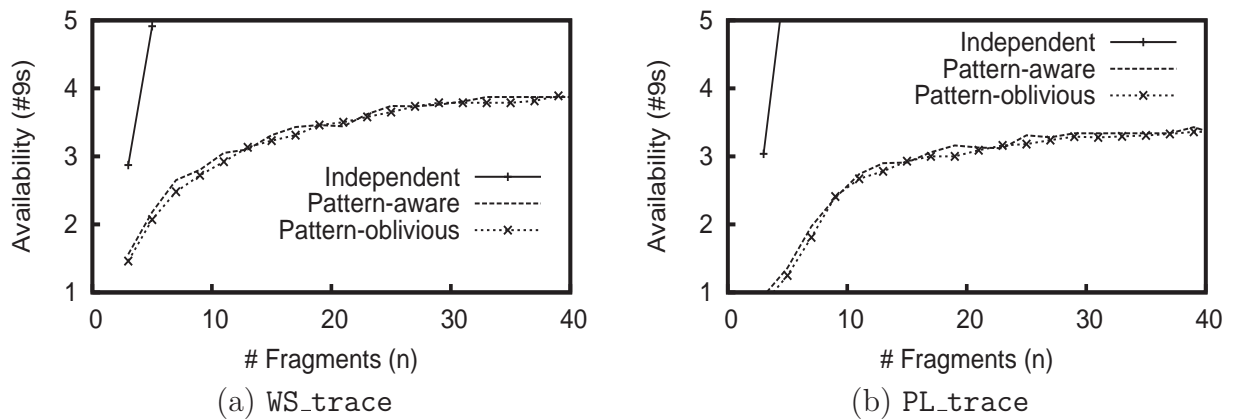 Availability (#9s)
5
4
3
2
1
0
10
20
30
40
# Fragments (n)
Independent
Pattern-aware
Pattern-oblivious
(a) WS_trace
Availability (#9s)
5
4
3
2
1
0
10
20
30
40
# Fragments (n)
Independent
Pattern-aware
Pattern-oblivious
(b) PL_trace